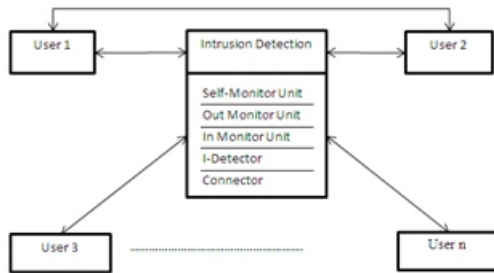 User 1
Intrusion Detection
User 2
Self-Monitor Unit
Out Monitor Unit
In Monitor Unit
I-Detector
Connector
User 3
User n